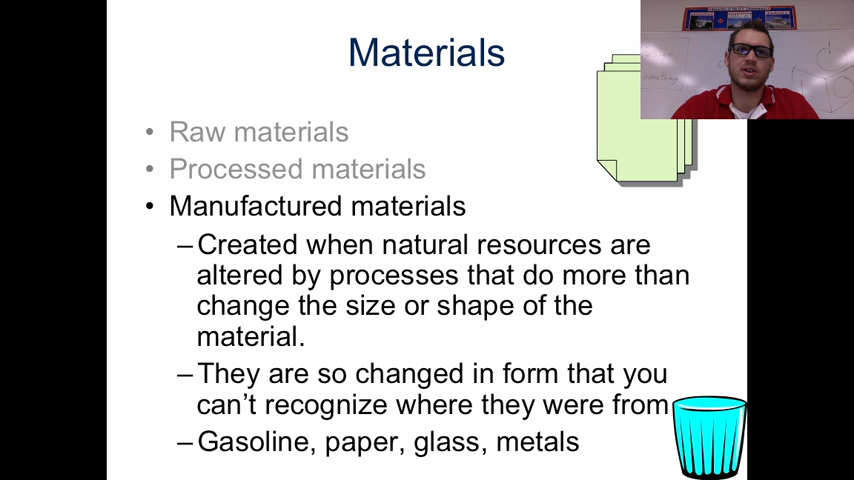 Materials
• Raw materials
• Processed materials
• Manufactured materials
–Created when natural resources are
altered by processes that do more than
change the size or shape of the
material.
–They are so changed in form that you
can’t recognize where they were from
–Gasoline, paper, glass, metals